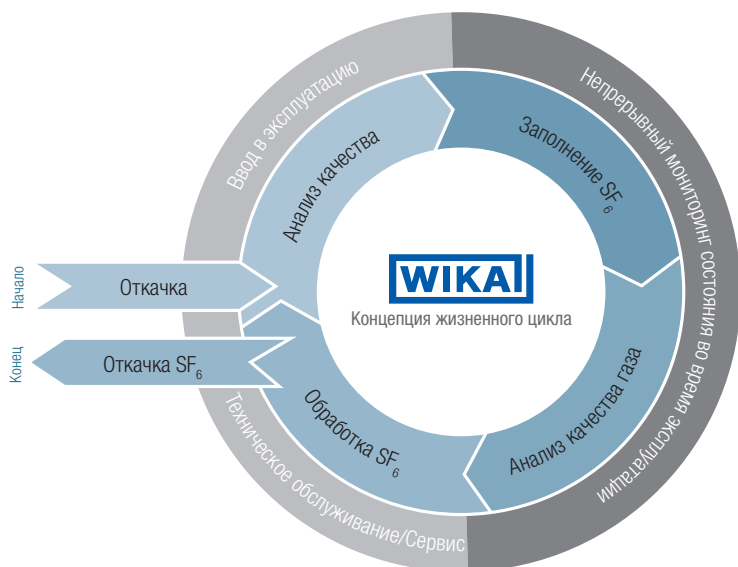 Ввод в эксплуатацию
Непрерывный мониторинг состояния во время эксплуатации
Анализ качества
Заполнение SF₆
Начало
Откачка
WIKA
Концепция жизненного цикла
Конец
Откачка SF₆
Обработка SF₆
Анализ качества газа
Техническое обслуживание/Сервис